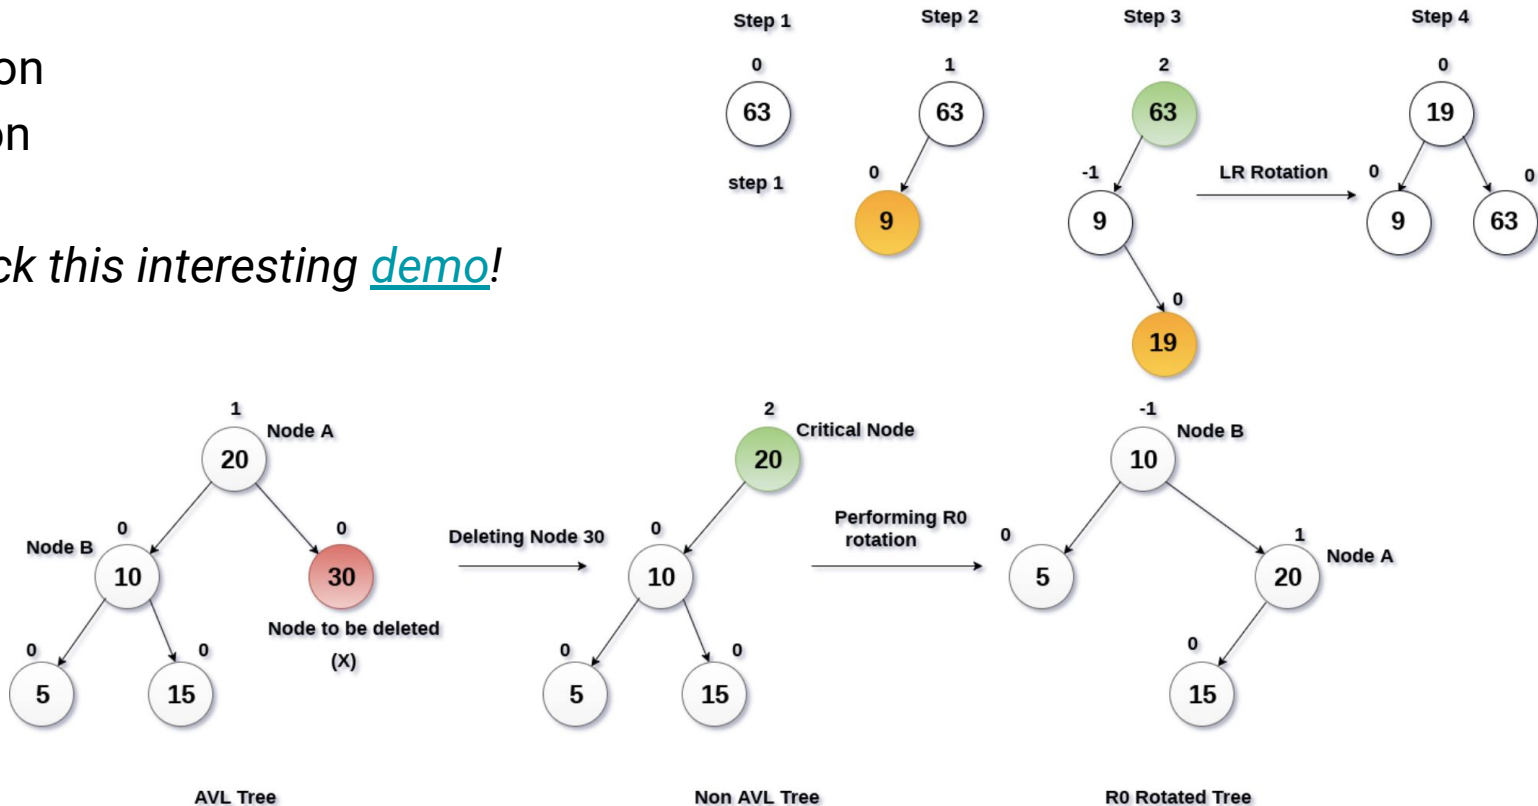 on
on
ck this interesting demo!
Step 1
0
63
step 1
Step 2
1
63
0
9
Step 3
2
63
-1
9
0
19
LR Rotation
Step 4
0
19
0
9
0
63
1
Node A
20
0
Node B
10
0
30
Node to be deleted
(X)
0
5
0
15
AVL Tree
Deleting Node 30
2
Critical Node
20
0
10
0
5
0
15
Non AVL Tree
Performing R0
rotation
-1
Node B
10
0
5
1
Node A
20
0
15
R0 Rotated Tree